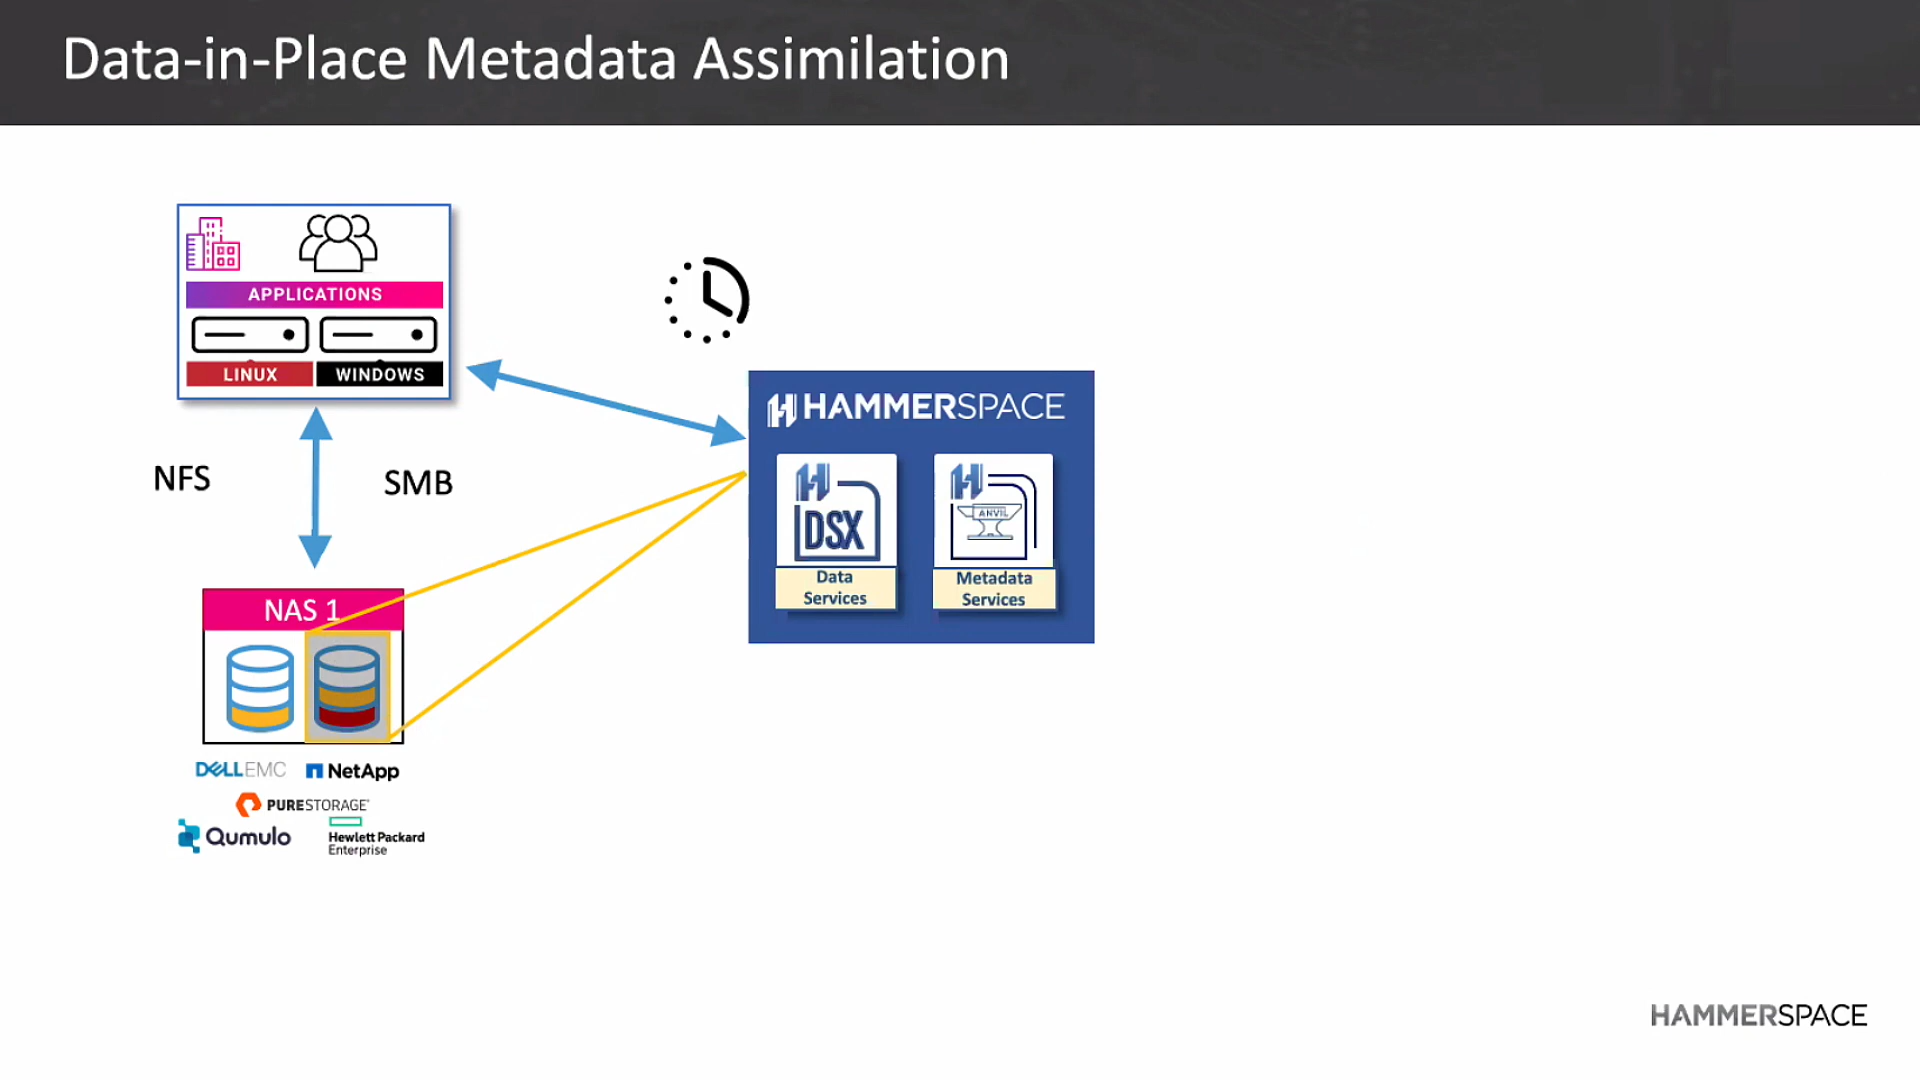 Data-in-Place Metadata Assimilation
APPLICATIONS
LINUX
WINDOWS
NFS
SMB
HAMMERSPACE
DSX
Data
Services
ANVIL
Metadata
Services
NAS 1
DELLEMC
NetApp
PURESTORAGE
Qumulo
Hewlett Packard
Enterprise
HAMMERSPACE